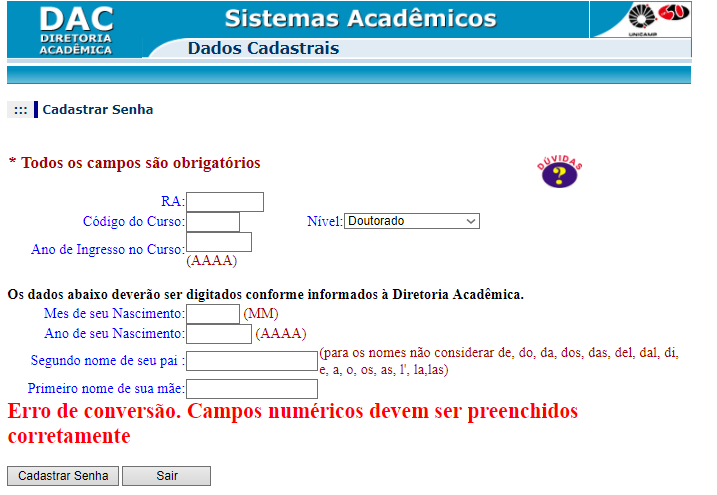 DAC
DIRETORIA
ACADÊMICA
Sistemas Acadêmicos
UNICAMP
Dados Cadastrais
::: Cadastrar Senha
* Todos os campos são obrigatórios
DÚVIDAS
?
RA:
Código do Curso: Nível: Doutorado
Ano de Ingresso no Curso:
(AAAA)
Os dados abaixo deverão ser digitados conforme informados à Diretoria Acadêmica.
Mes de seu Nascimento: (MM)
Ano de seu Nascimento: (AAAA)
Segundo nome de seu pai : (para os nomes não considerar de, do, da, dos, das, del, dal, di,
e, a, o, os, as, l', la,las)
Primeiro nome de sua mãe:
Erro de conversão. Campos numéricos devem ser preenchidos
corretamente
Cadastrar Senha Sair